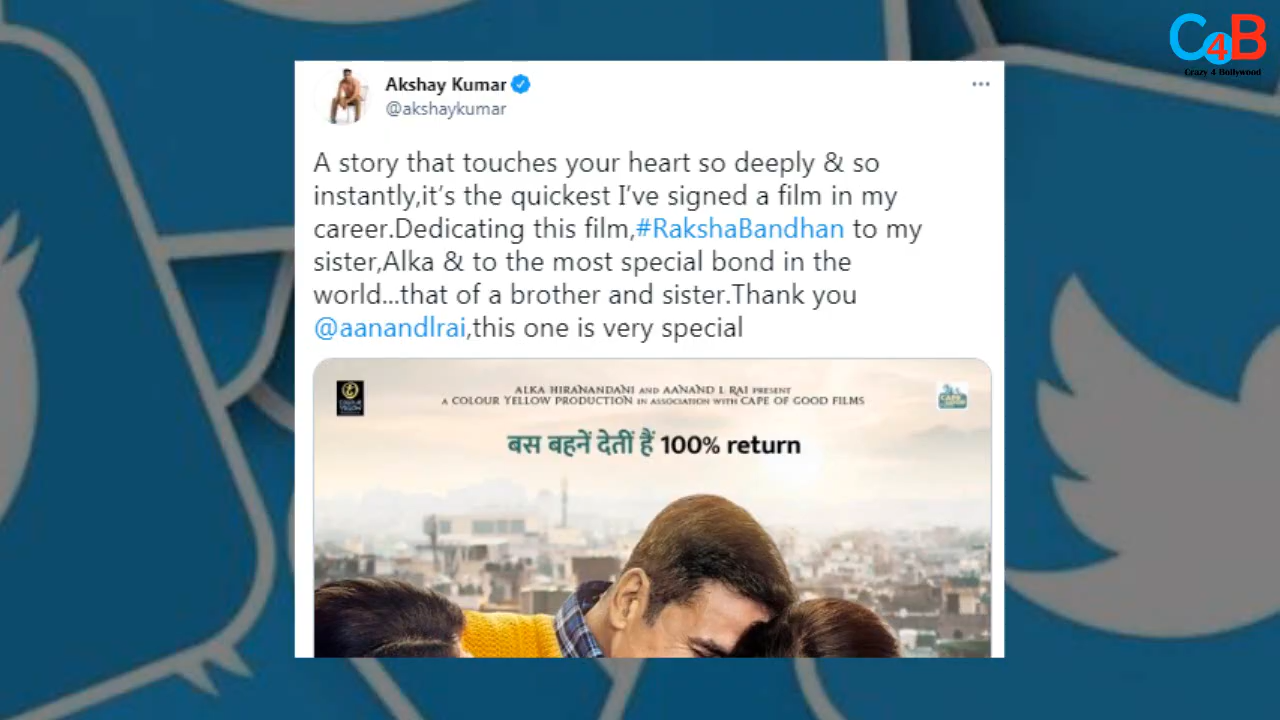 C4B
Crazy 4 Bollywood
Akshay Kumar
@akshaykumar
A story that touches your heart so deeply & so
instantly,it's the quickest I've signed a film in my
career.Dedicating this film,#RakshaBandhan to my
sister,Alka & to the most special bond in the
world...that of a brother and sister.Thank you
@aanandlrai,this one is very special
ALKA HIRANANDANI AND AANAND L RAI PRESENT
A COLOUR YELLOW PRODUCTION IN ASSOCIATION WITH CAPE OF GOOD FILMS
COLOUR
YELLOW
CAPE
बस बहनें देतीं हैं 100% return